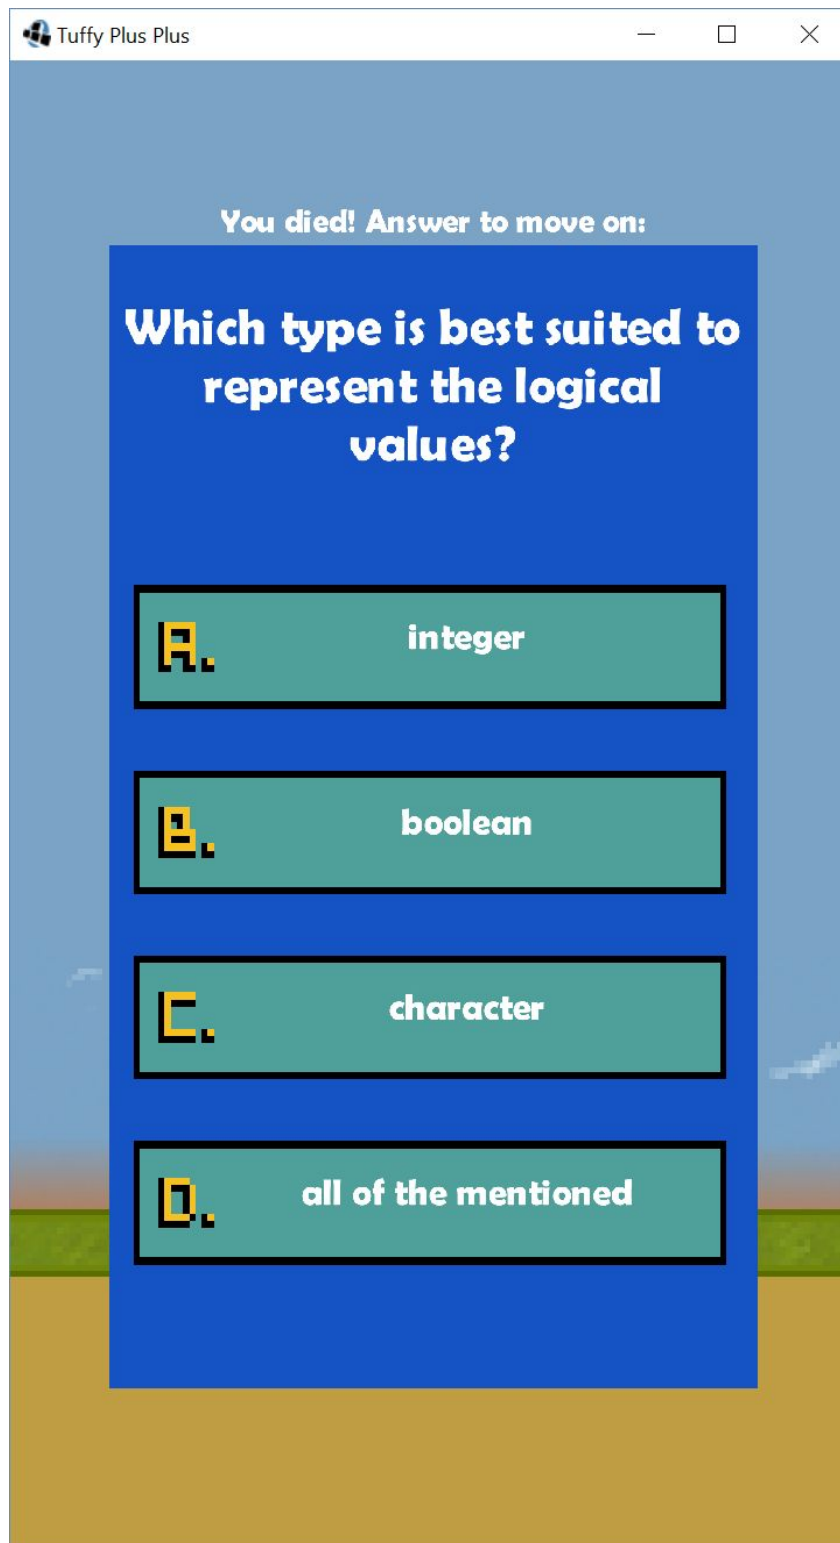 Tuffy Plus Plus
You died! Answer to move on:
Which type is best suited to
represent the logical
values?
A. integer
B. boolean
C. character
D. all of the mentioned